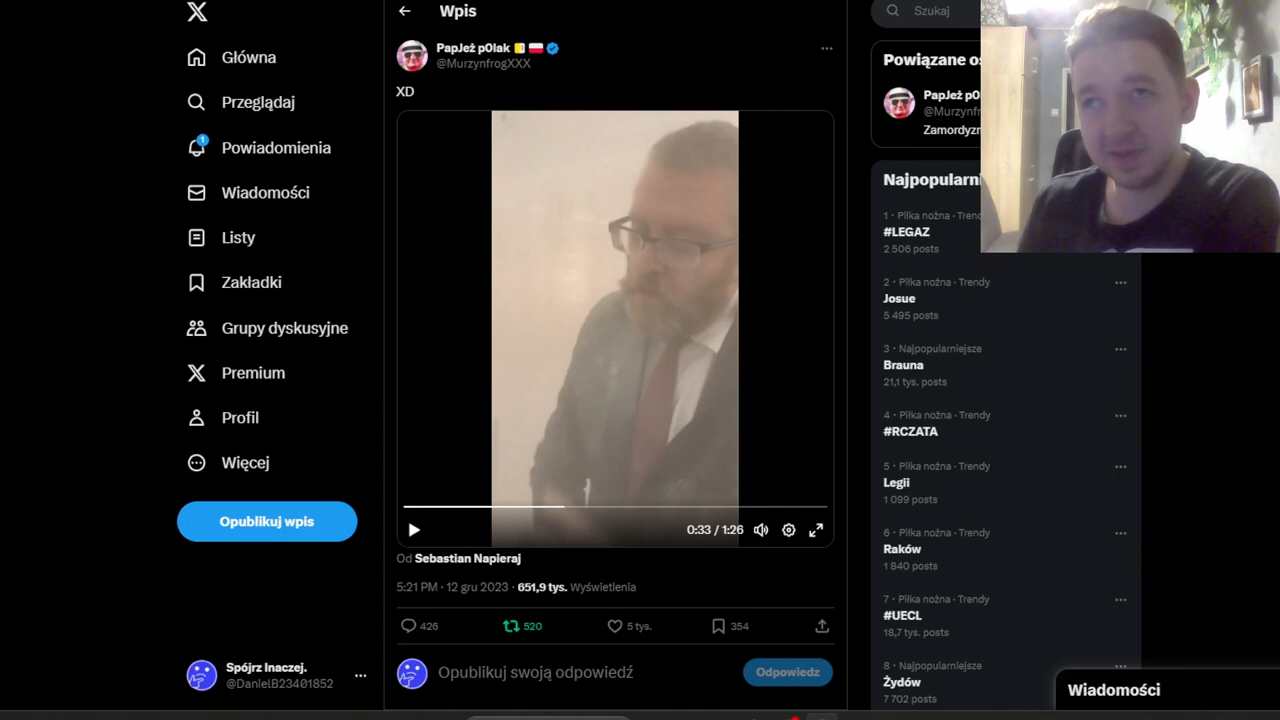 Główna
Przeglądaj
1
Powiadomienia
Wiadomości
Listy
Zakładki
Grupy dyskusyjne
Premium
Profil
Więcej
Opublikuj wpis
Spójrz Inaczej.
@DanielB23401852
Wpis
PapJeż p0lak
@MurzynfrogXXX
XD
0:33 / 1:26
Od Sebastian Napieraj
5:21 PM · 12 gru 2023 · 651,9 tys. Wyświetlenia
426
520
5 tys.
354
Opublikuj swoją odpowiedź
Odpowiedz
Szukaj
Powiązane
PapJeż
1 · Piłka nożna
#LEGAZ
2 506 posts
2 · Piłka nożna · Trendy
Josue
5 495 posts
3 · Najpopularniejsze
Brauna
21,1 tys. posts
4 · Piłka nożna · Trendy
#RCZATA
5 · Piłka nożna · Trendy
Legii
1 099 posts
6 · Piłka nożna · Trendy
Raków
1 840 posts
7 · Piłka nożna · Trendy
#UECL
18,7 tys. posts
8 · Najpopularniejsze
Żydów
7 702 posts
Wiadomości